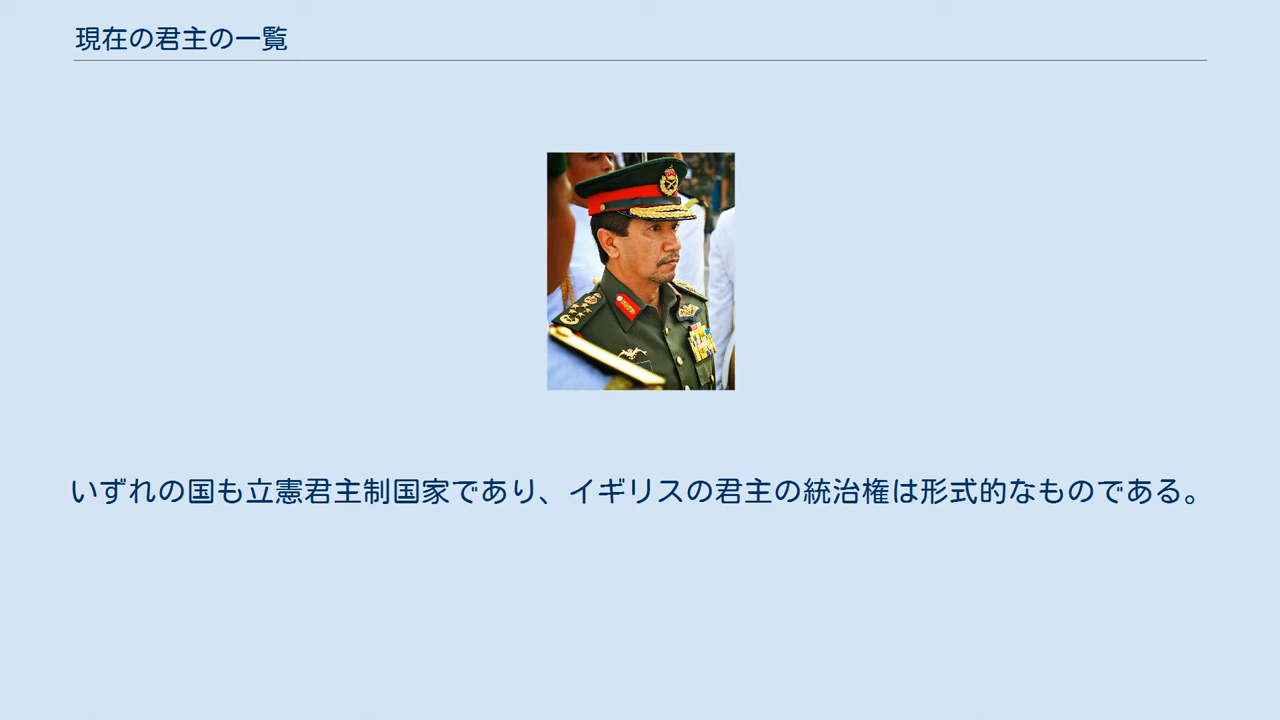 現在の君主の一覧
いずれの国も立憲君主制国家であり、イギリスの君主の統治権は形式的なものである。